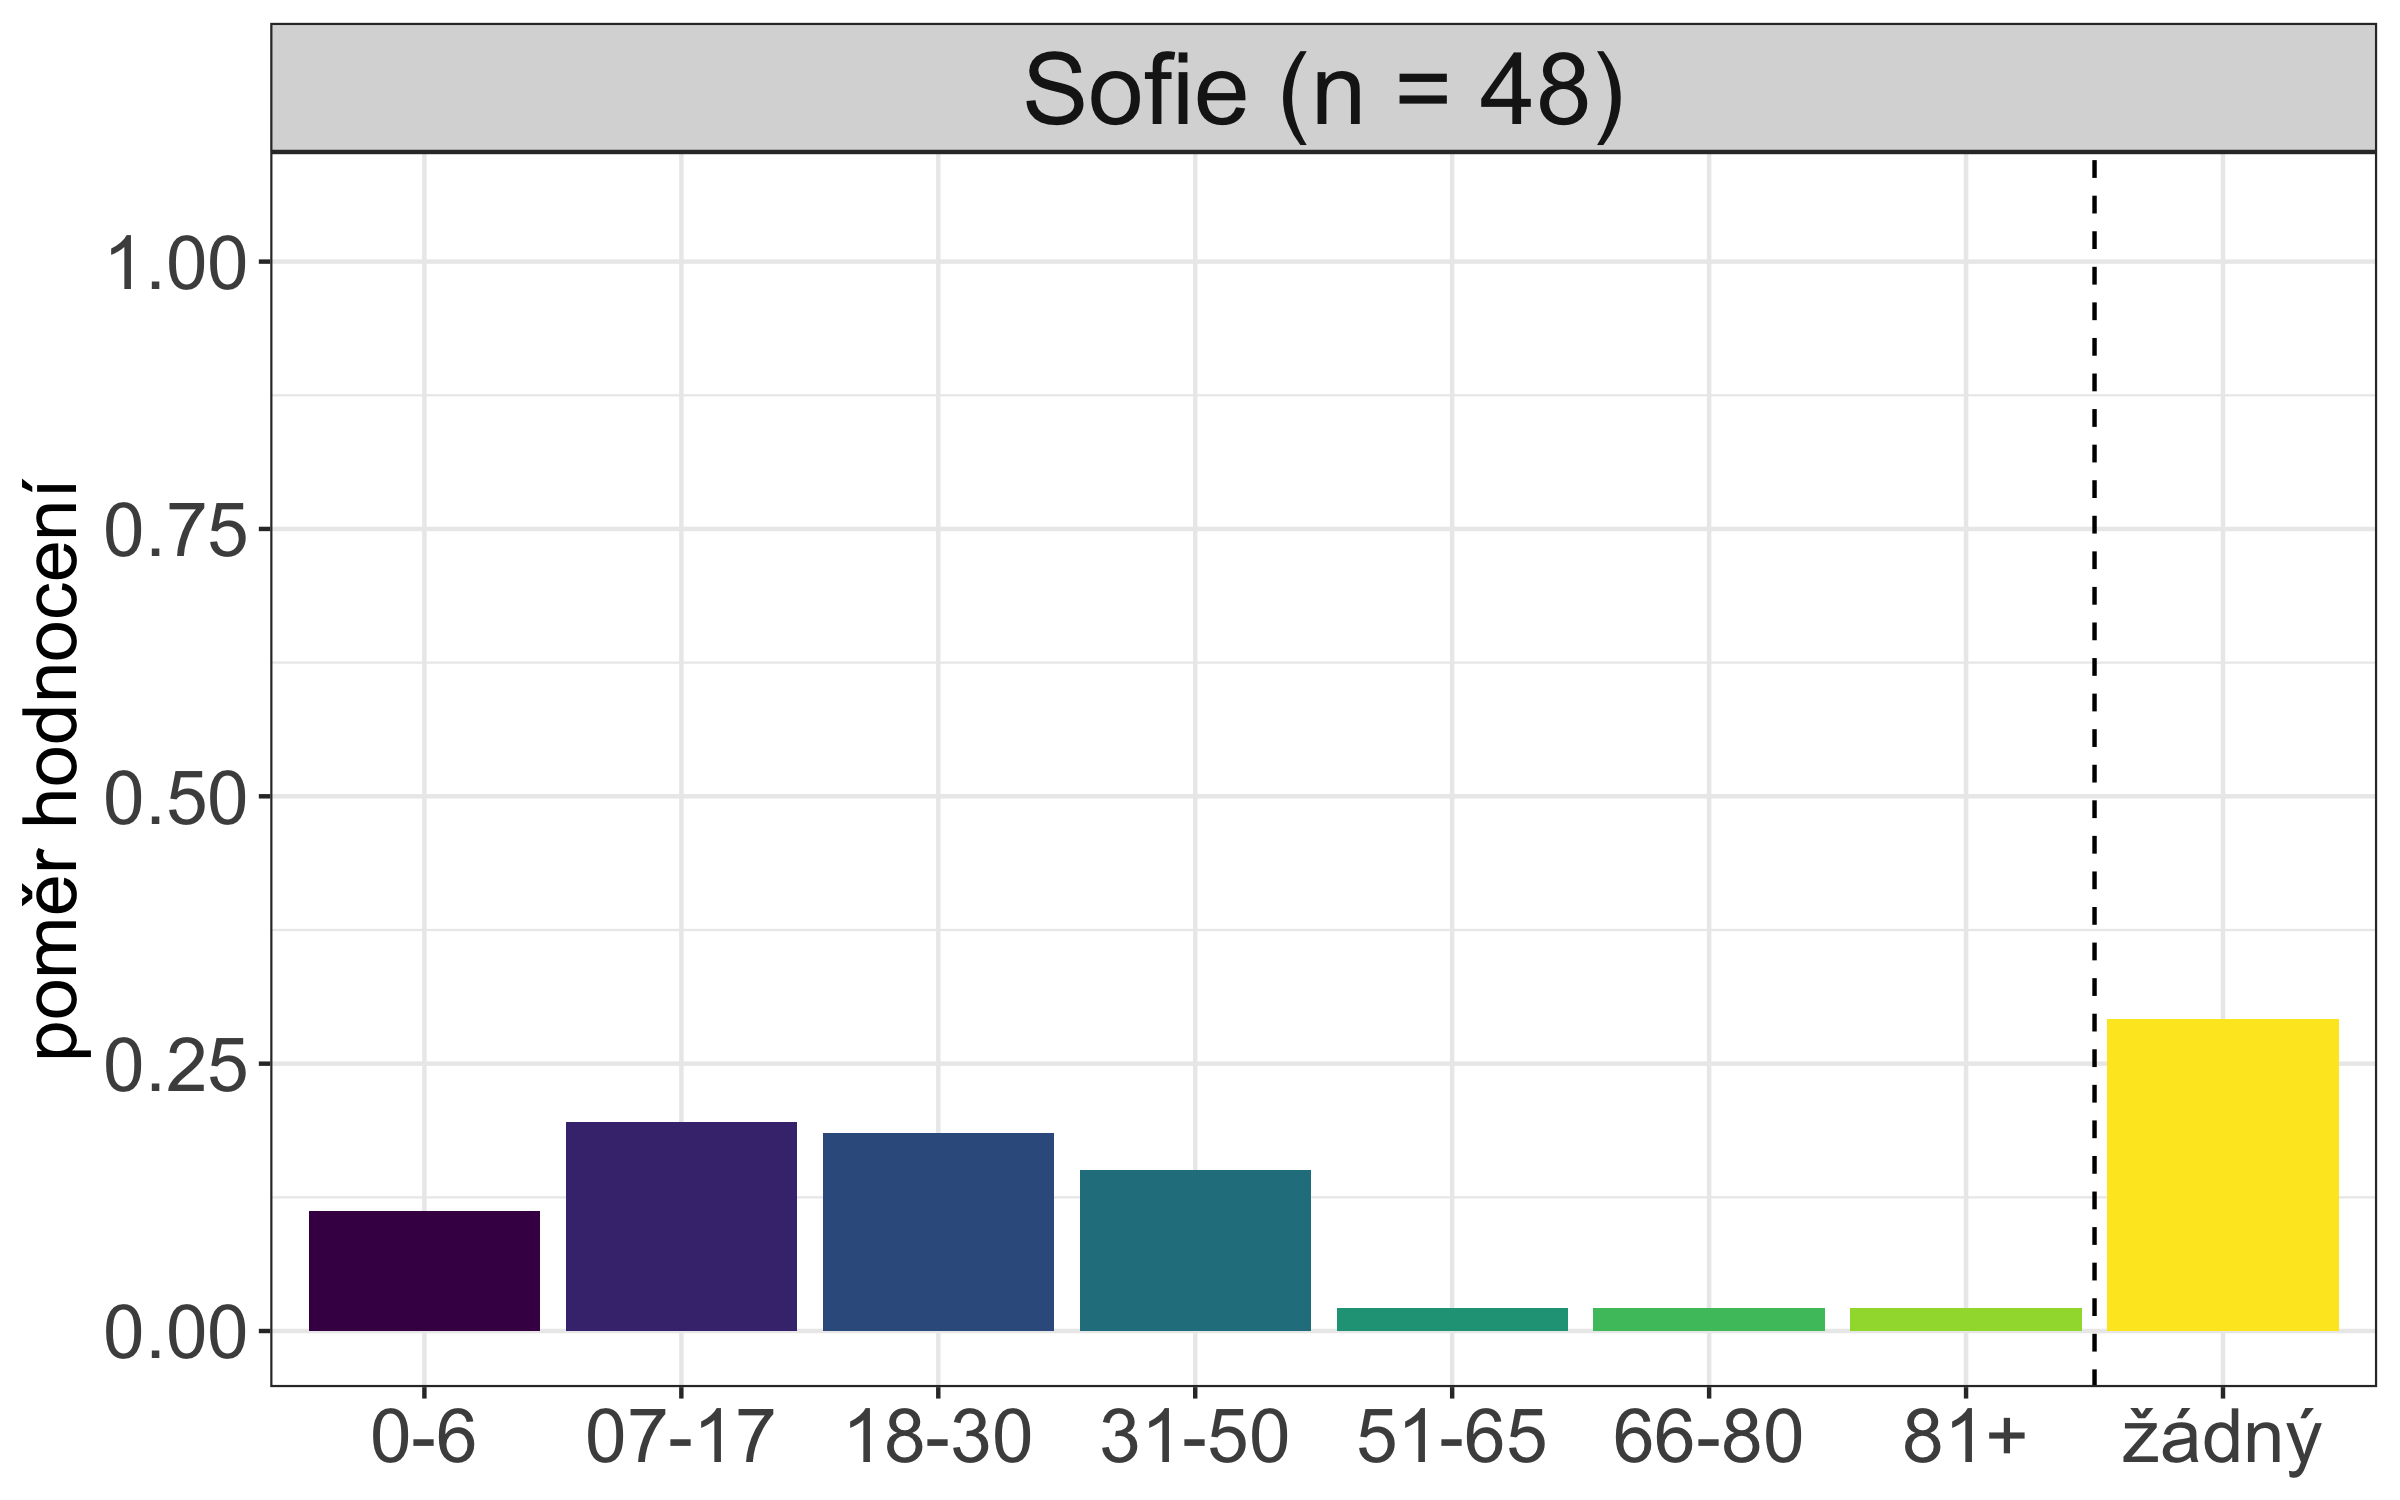 Sofie (n = 48)
poměr hodnocení
1.00
0.75
0.50
0.25
0.00
0-6 07-17 18-30 31-50 51-65 66-80 81+ žádný